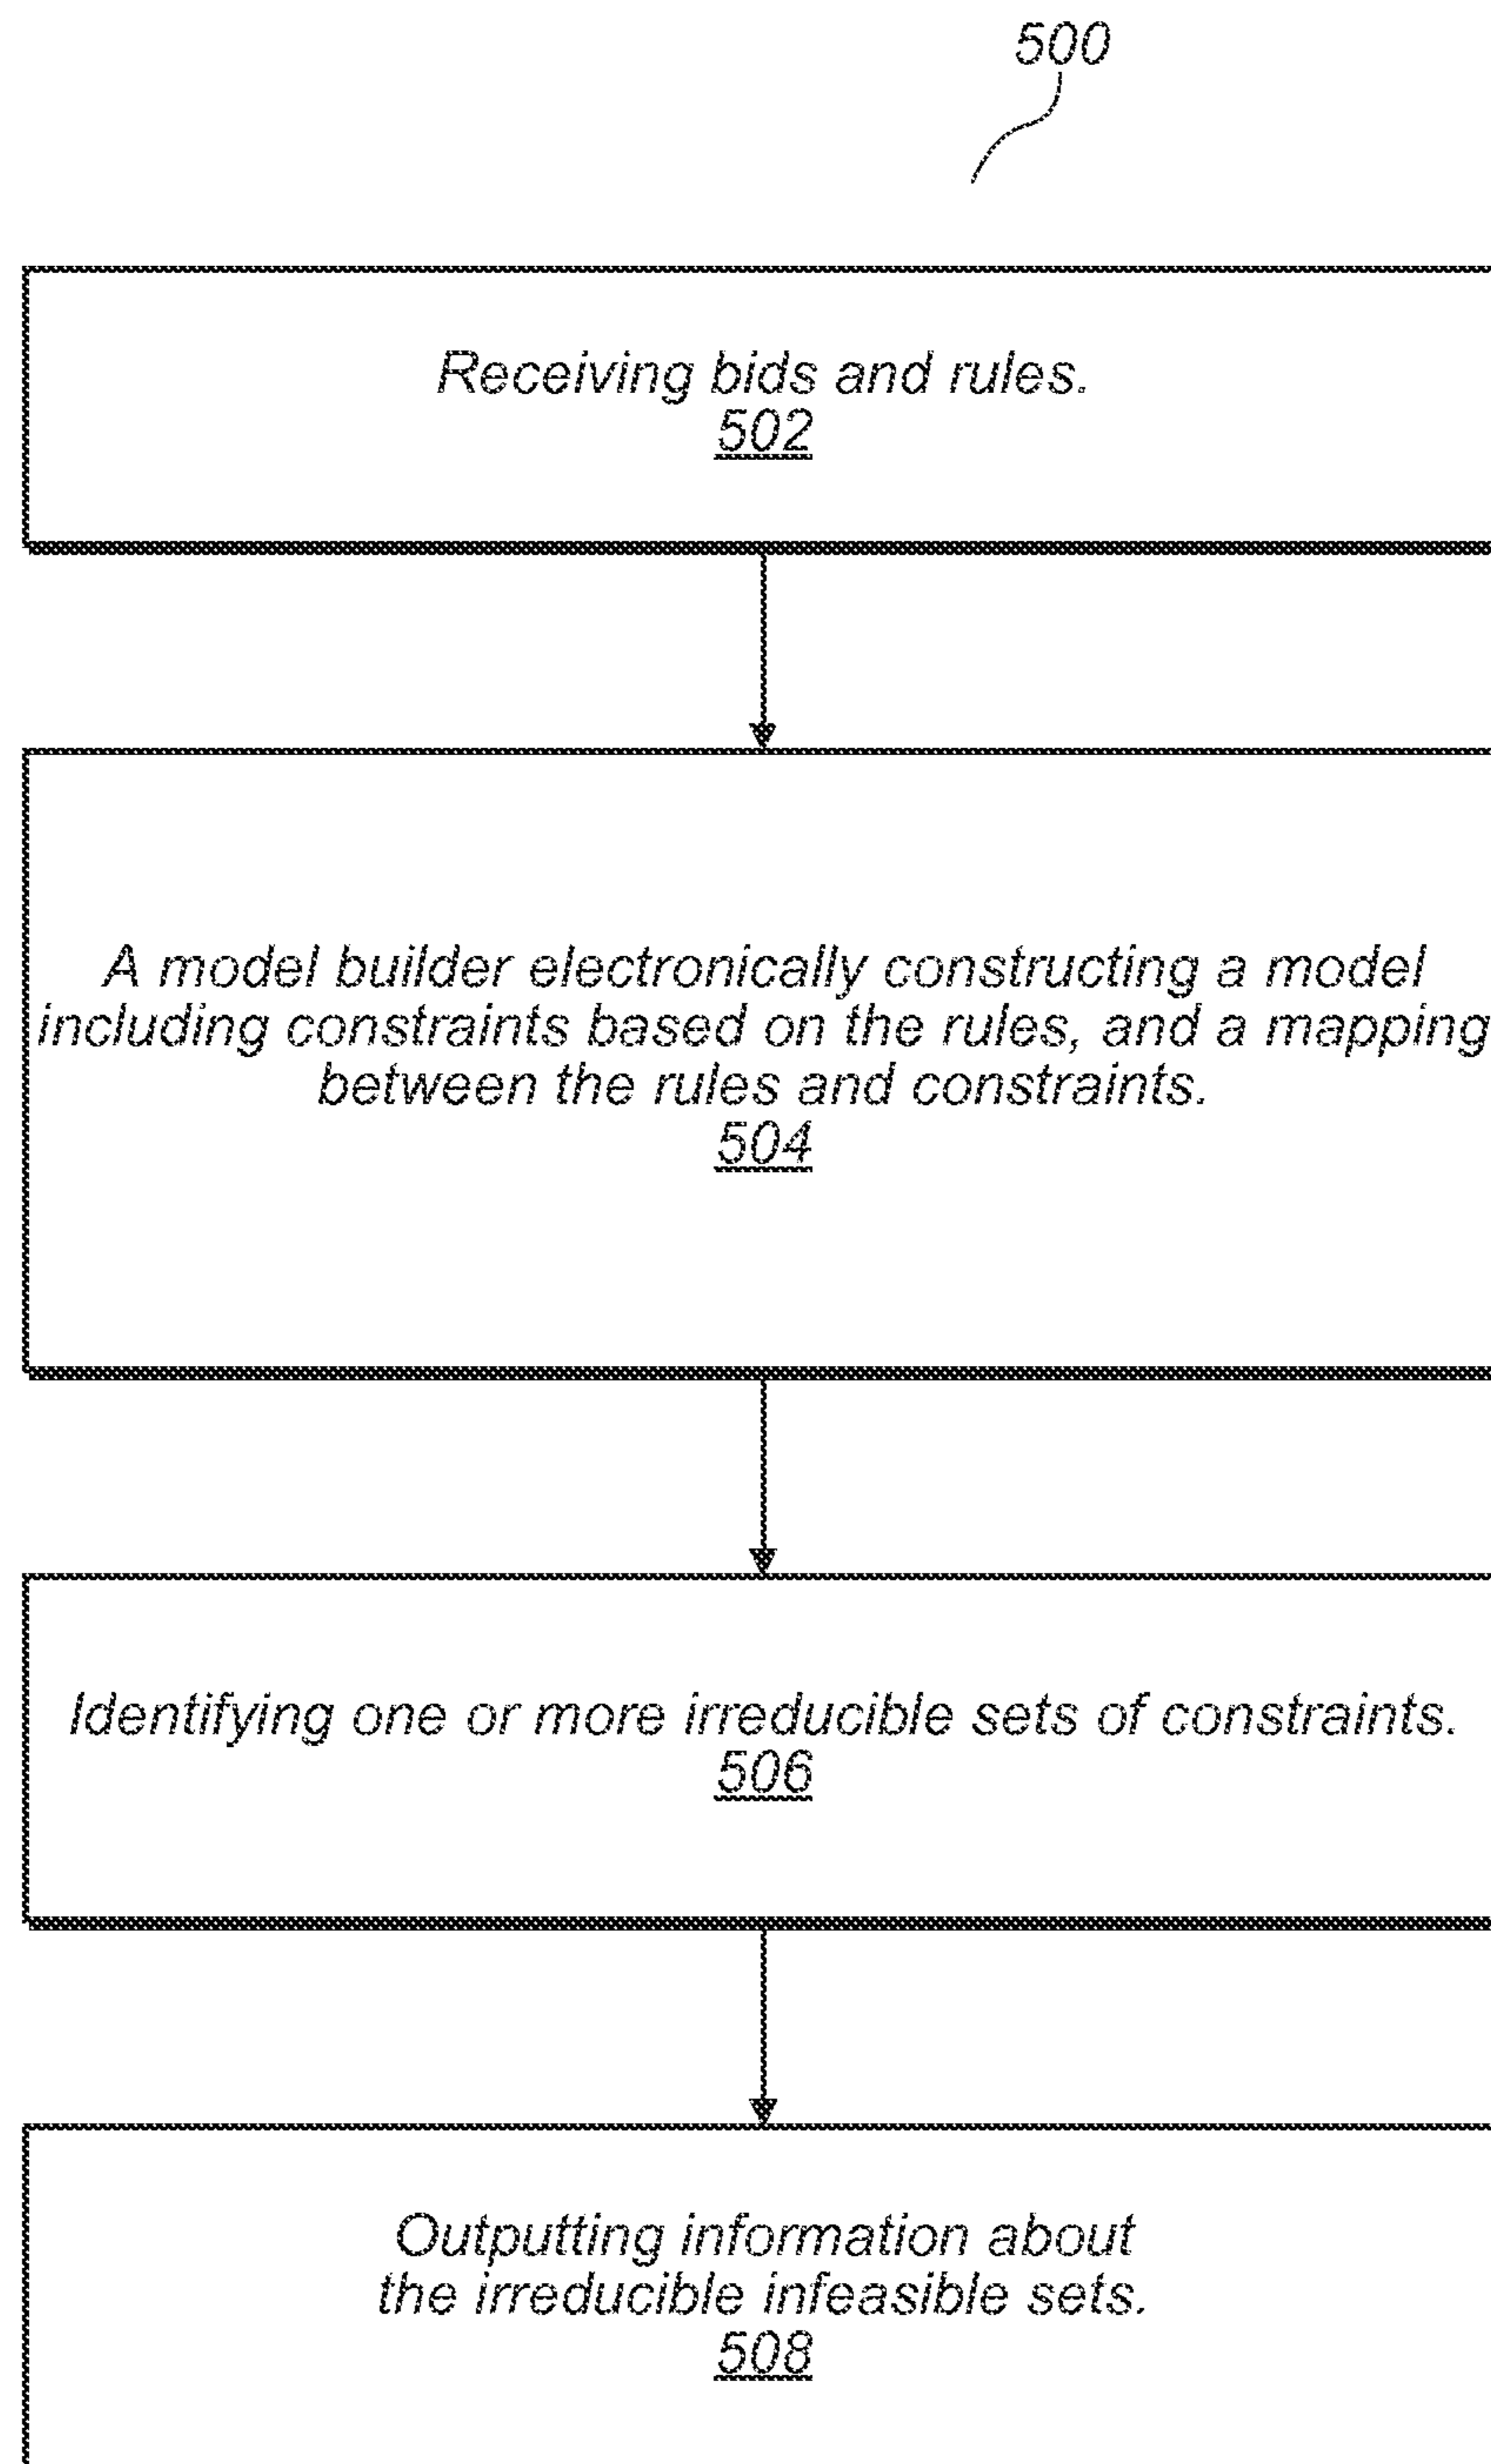 500
Receiving bids and rules.
502
A model builder electronically constructing a model
including constraints based on the rules, and a mapping
between the rules and constraints.
504
Identifying one or more irreducible sets of constraints.
506
Outputting information about
the irreducible infeasible sets.
508